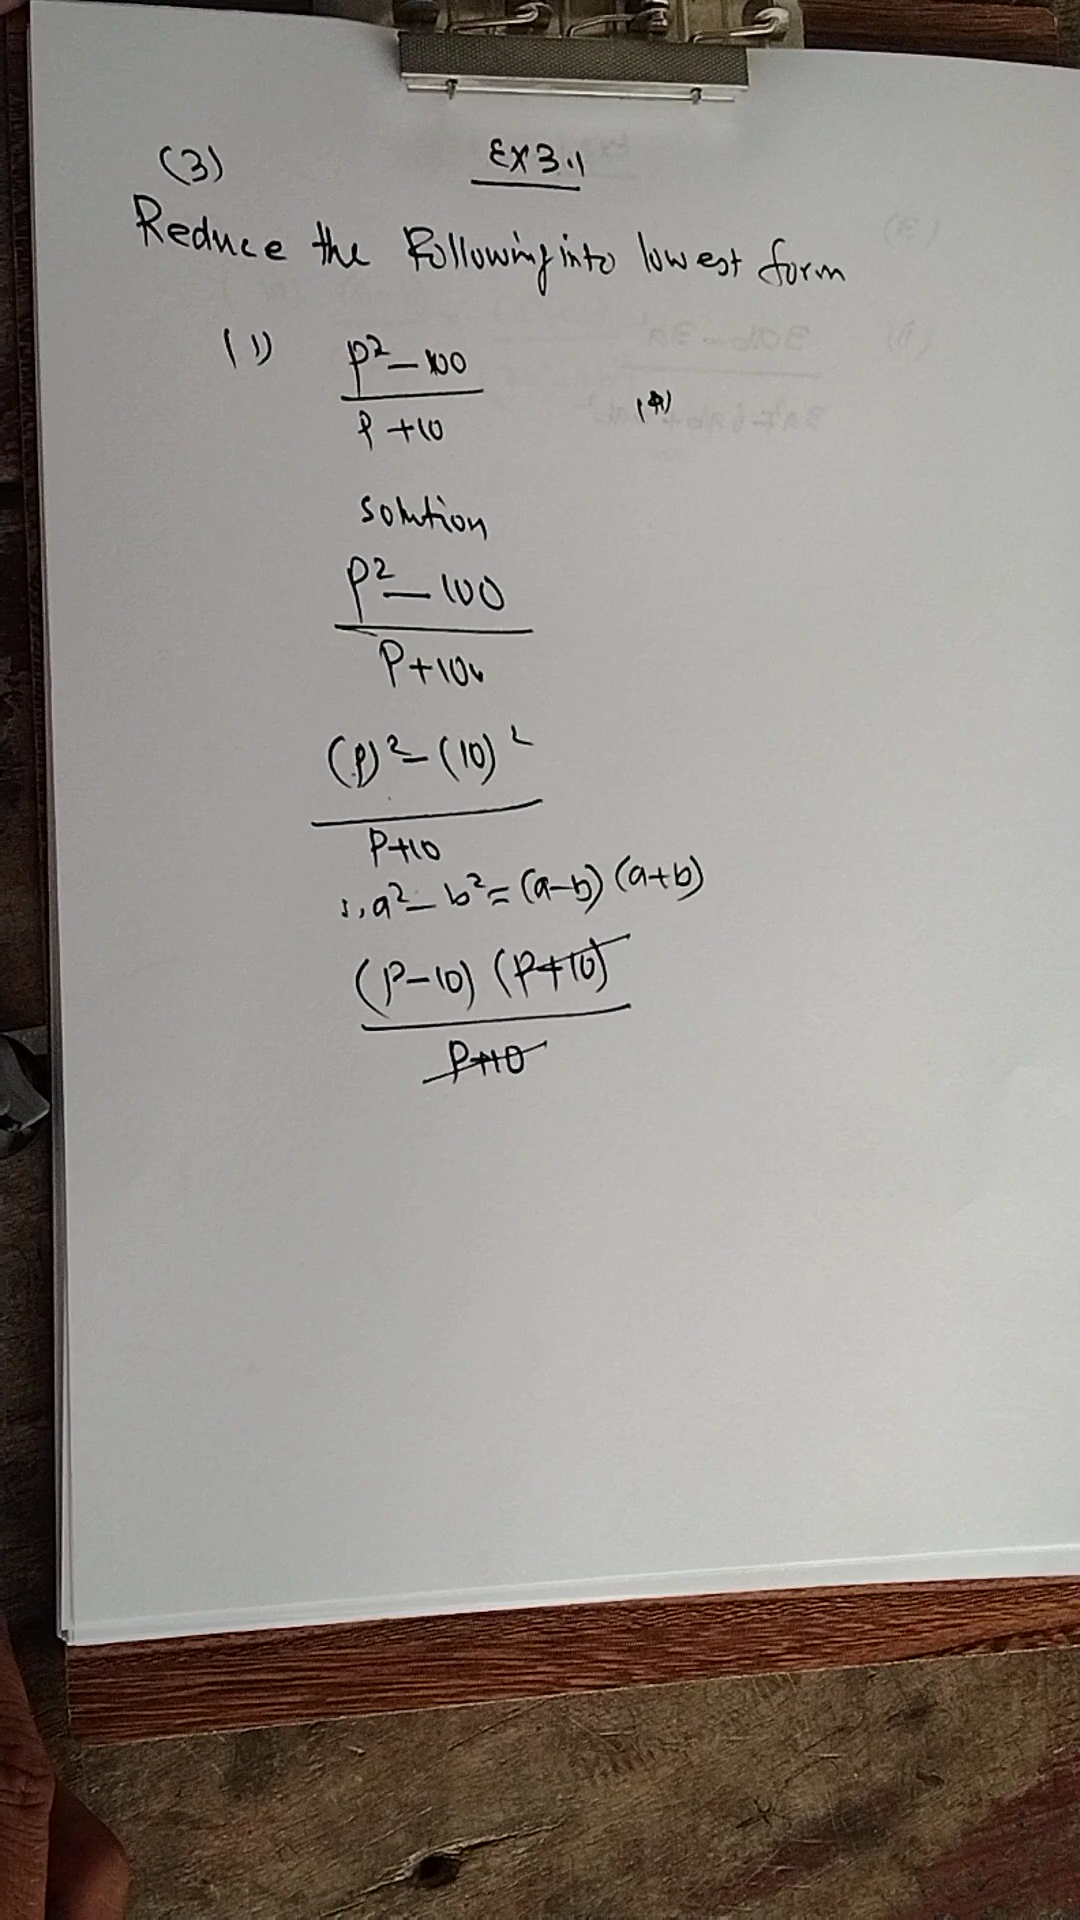 (3) Ex 3.1
Reduce the Following into lowest form
(1) p² - 100
P + 10
solution
p² - 100
P + 10
(p)² - (10)²
P+10
∴ a² - b² = (a-b) (a+b)
(P-10) (P+10)
P+10